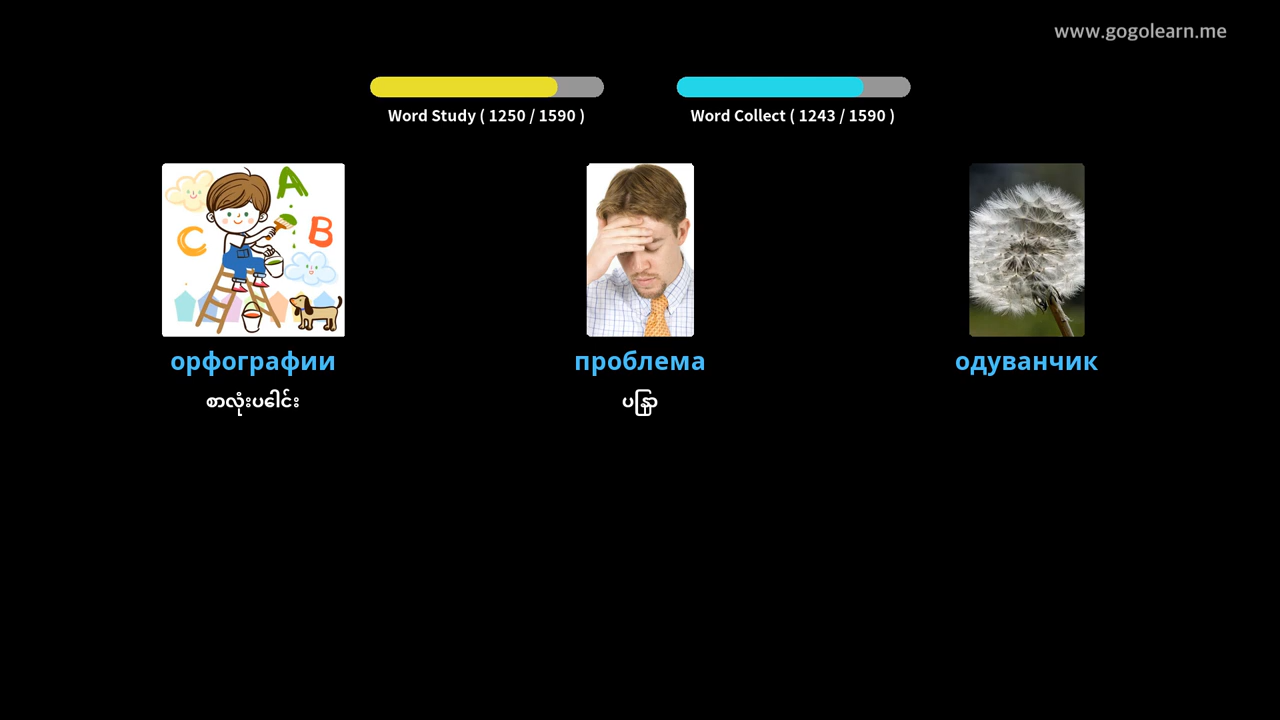 www.gogolearn.me
Word Study ( 1250 / 1590 )
Word Collect ( 1243 / 1590 )
A
B
C
орфографии
проблема
одуванчик
စာလုံးပေါင်း
ပြဿနာ